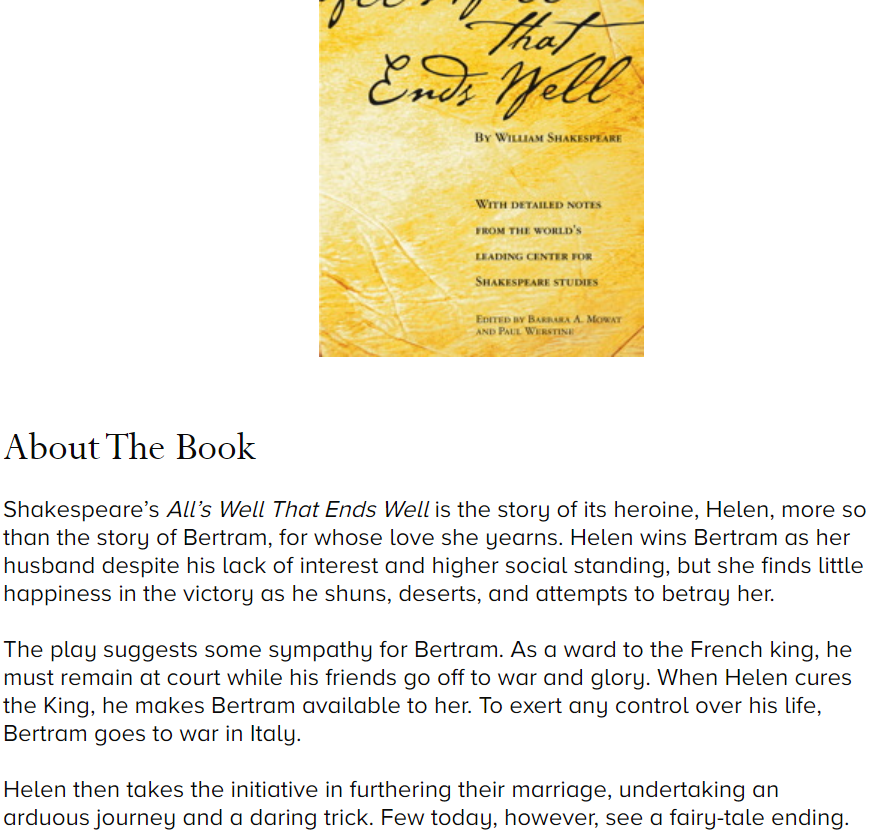 That
Ends Well
By William Shakespeare
With detailed notes
from the world's
leading center for
Shakespeare studies
Edited by Barbara A. Mowat
and Paul Werstine
About The Book
Shakespeare’s All’s Well That Ends Well is the story of its heroine, Helen, more so
than the story of Bertram, for whose love she yearns. Helen wins Bertram as her
husband despite his lack of interest and higher social standing, but she finds little
happiness in the victory as he shuns, deserts, and attempts to betray her.
The play suggests some sympathy for Bertram. As a ward to the French king, he
must remain at court while his friends go off to war and glory. When Helen cures
the King, he makes Bertram available to her. To exert any control over his life,
Bertram goes to war in Italy.
Helen then takes the initiative in furthering their marriage, undertaking an
arduous journey and a daring trick. Few today, however, see a fairy-tale ending.